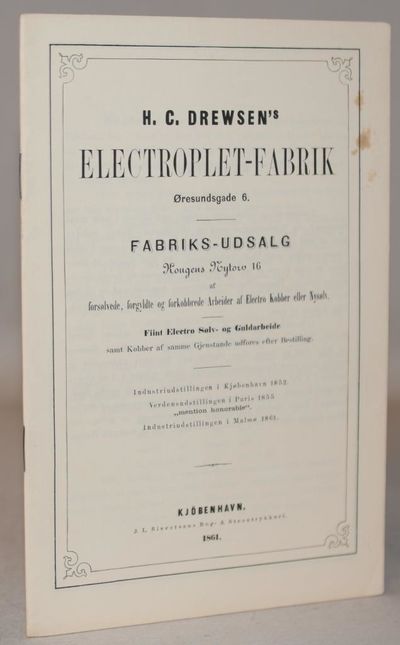 H. C. DREWSEN's
ELECTROPLET-FABRIK
Øresundsgade 6.
FABRIKS-UDSALG
Kongens Nytorv 16
af
forsølvede, forgyldte og forkobbrede Arbeider af Electro Kobber eller Nysølv.
Fiint Electro Sølv- og Guldarbeide
samt Kobber af samme Gjenstande udføres efter Bestilling.
Industriudstillingen i Kjøbenhavn 1852.
Verdensudstillingen i Paris 1855
„mention honorable".
Industriudstillingen i Malmø 1861.
KJÖBENHAVN.
J. L. Bog- & Steentrykkeri.
1861.